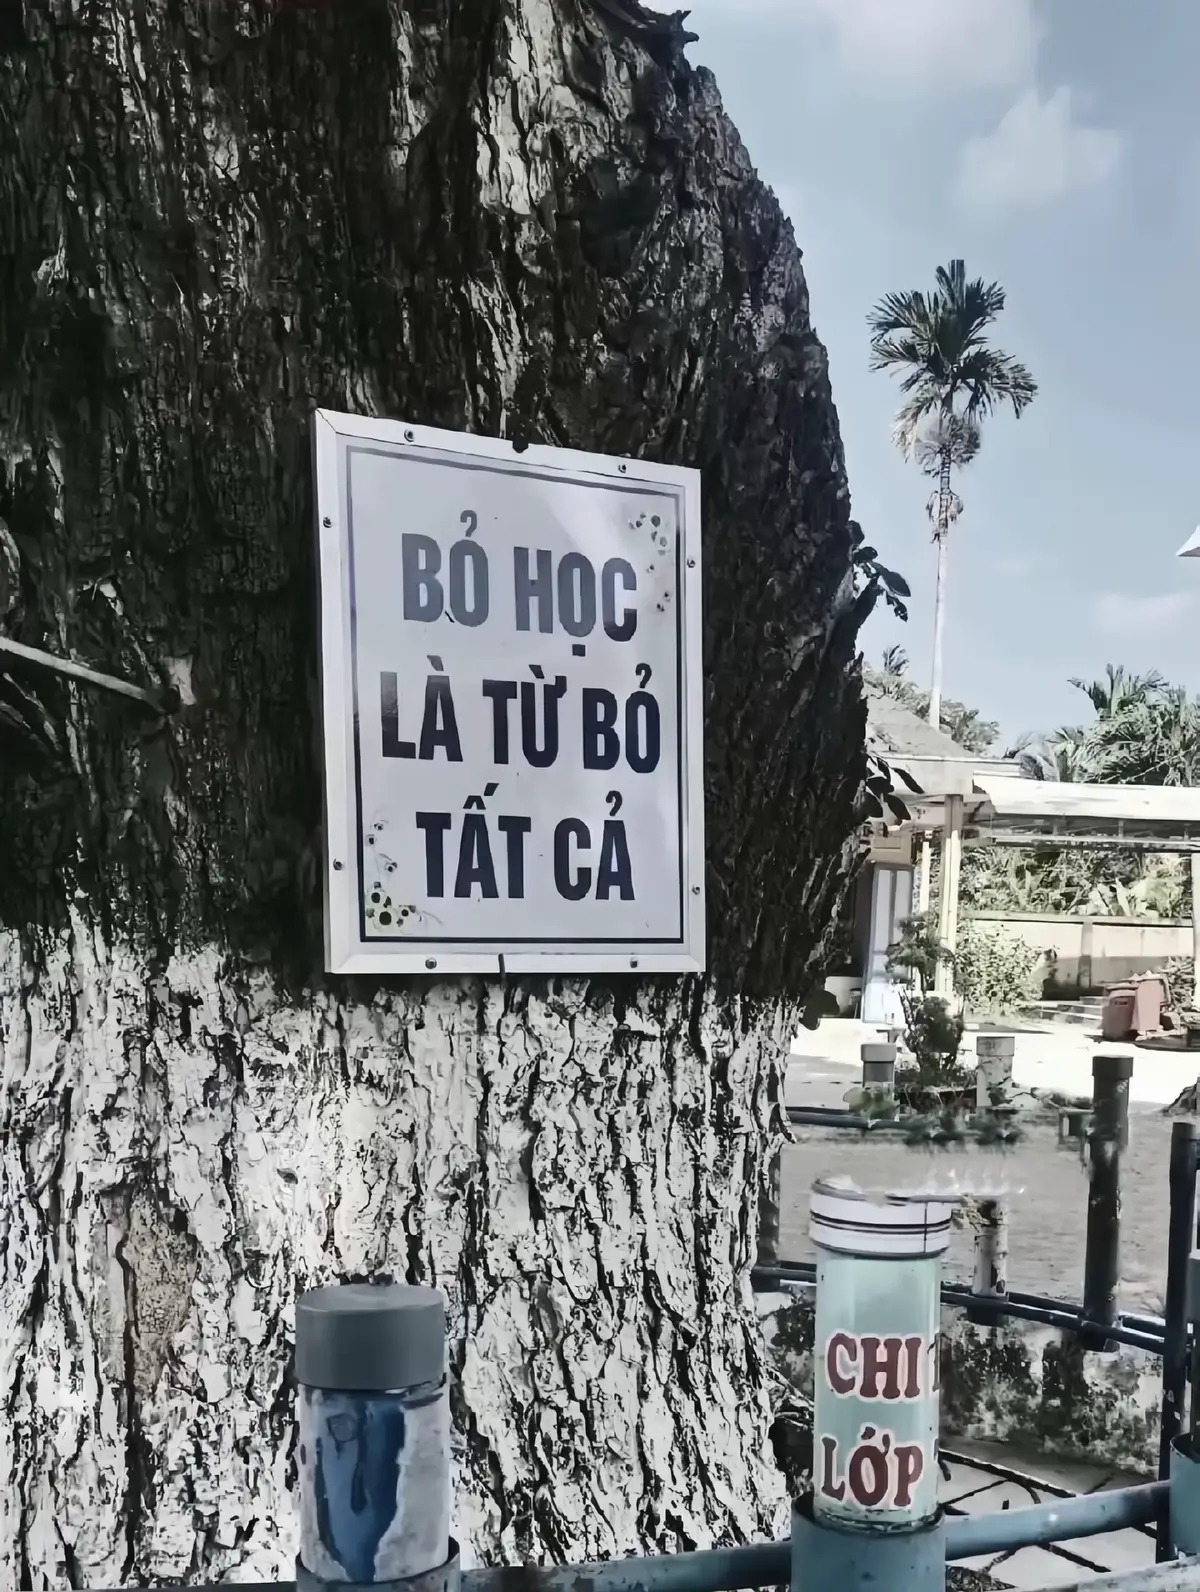 BỎ HỌC
LÀ TỪ BỎ
TẤT CẢ
CHI
LỚP